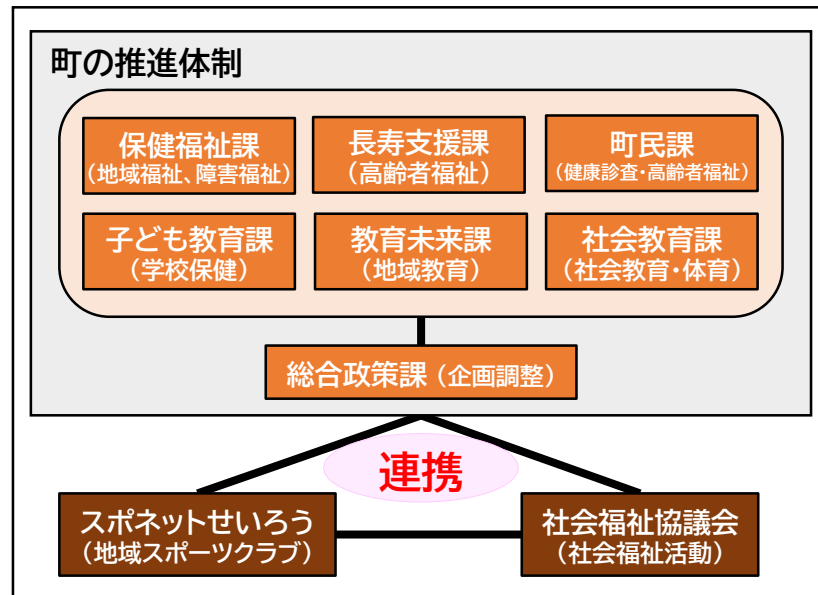 町の推進体制
保健福祉課
(地域福祉、障害福祉)
長寿支援課
(高齢者福祉)
町民課
(健康診査・高齢者福祉)
子ども教育課
(学校保健)
教育未来課
(地域教育)
社会教育課
(社会教育・体育)
総合政策課(企画調整)
連携
スポネットせいろう
(地域スポーツクラブ)
社会福祉協議会
(社会福祉活動)